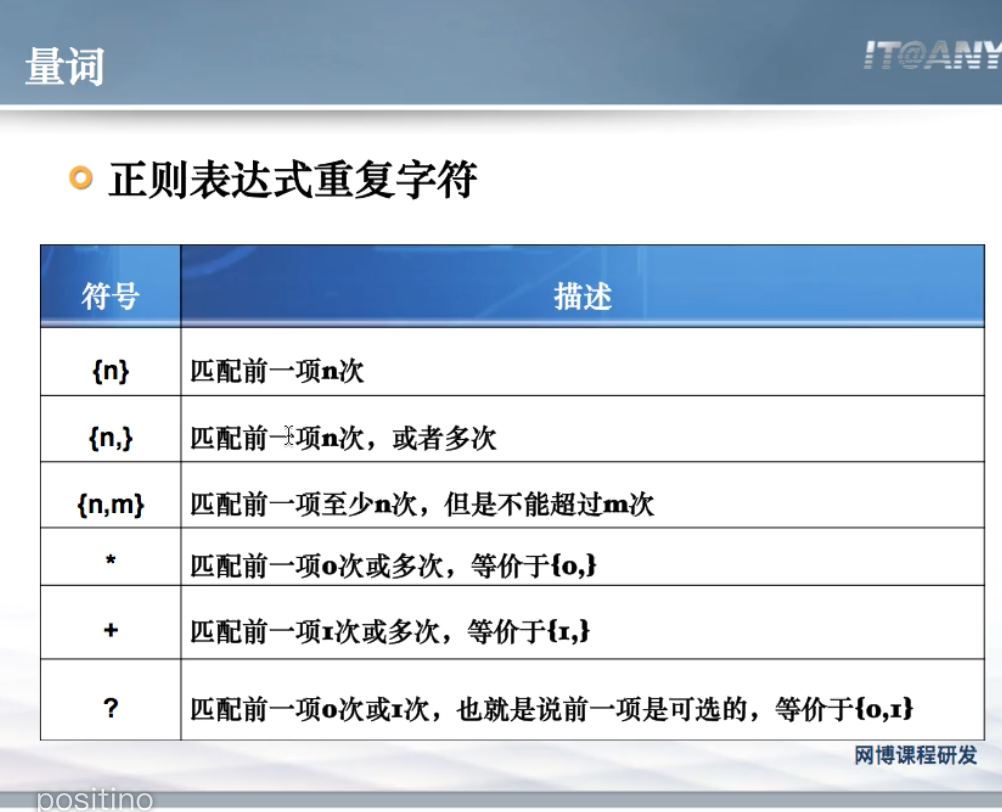 量词
IT@ANY
正则表达式重复字符
符号 描述
{n} 匹配前一项n次
{n,} 匹配前一项n次，或者多次
{n,m} 匹配前一项至少n次，但是不能超过m次
* 匹配前一项0次或多次，等价于{0,}
+ 匹配前一项1次或多次，等价于{1,}
? 匹配前一项0次或1次，也就是说前一项是可选的，等价于{0,1}
网博课程研发
positino